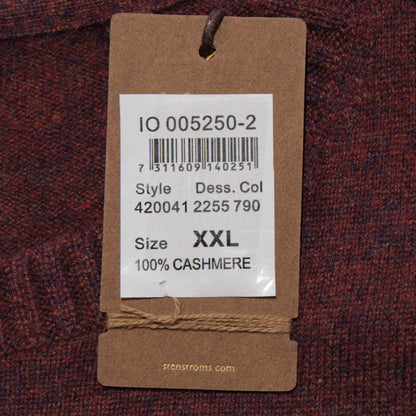 IO 005250-2
7 311609 140251
Style Dess. Col
420041 2255 790
Size XXL
100% CASHMERE
stenstroms.com